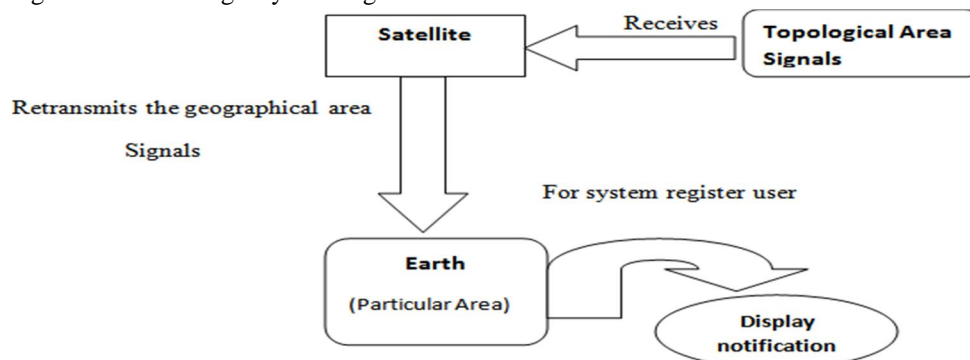 Satellite
Receives
Topological Area
Signals
Retransmits the geographical area
Signals
For system register user
Earth
(Particular Area)
Display
notification